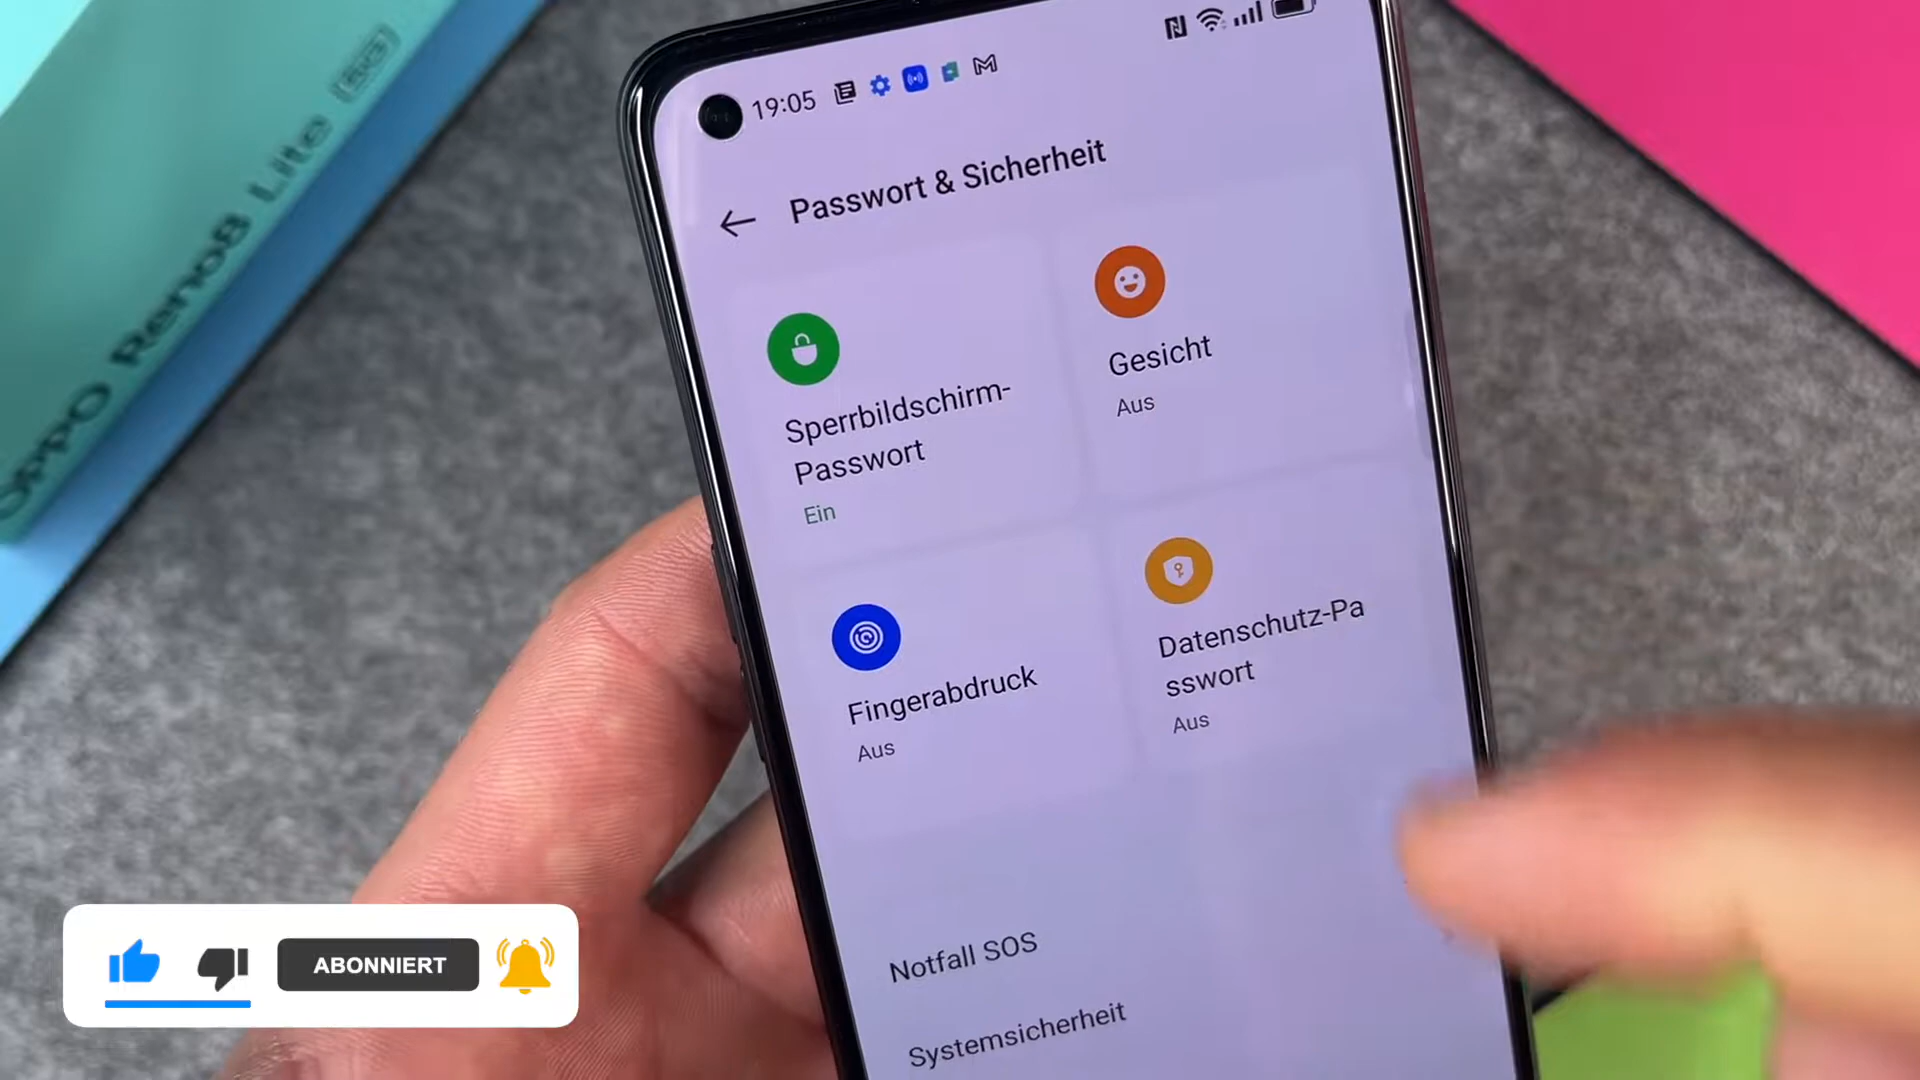 OPPO Reno8 Lite 5G
19:05
Passwort & Sicherheit
Sperrbildschirm-
Passwort
Ein
Gesicht
Aus
Fingerabdruck
Aus
Datenschutz-Pa
sswort
Aus
Notfall SOS
Systemsicherheit
ABONNIERT